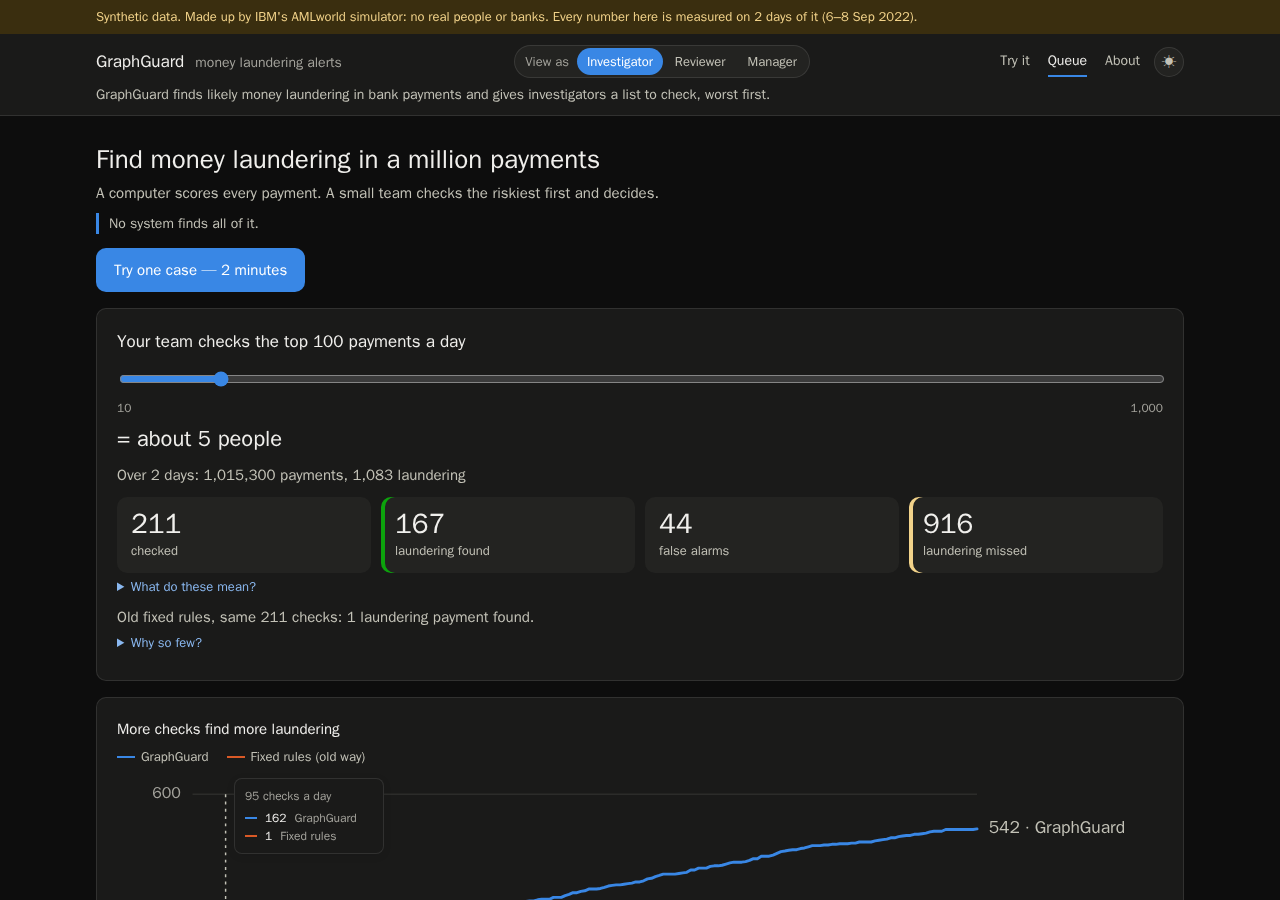 Synthetic data. Made up by IBM's AMLworld simulator: no real people or banks. Every number here is measured on 2 days of it (6–8 Sep 2022).
GraphGuard money laundering alerts
View as Investigator Reviewer Manager
Try it Queue About
GraphGuard finds likely money laundering in bank payments and gives investigators a list to check, worst first.
Find money laundering in a million payments
A computer scores every payment. A small team checks the riskiest first and decides.
No system finds all of it.
Try one case — 2 minutes
Your team checks the top 100 payments a day
10 1,000
= about 5 people
Over 2 days: 1,015,300 payments, 1,083 laundering
211 167 44 916
checked laundering found false alarms laundering missed
What do these mean?
Old fixed rules, same 211 checks: 1 laundering payment found.
Why so few?
More checks find more laundering
GraphGuard Fixed rules (old way)
600
95 checks a day
162 GraphGuard
1 Fixed rules
542 · GraphGuard